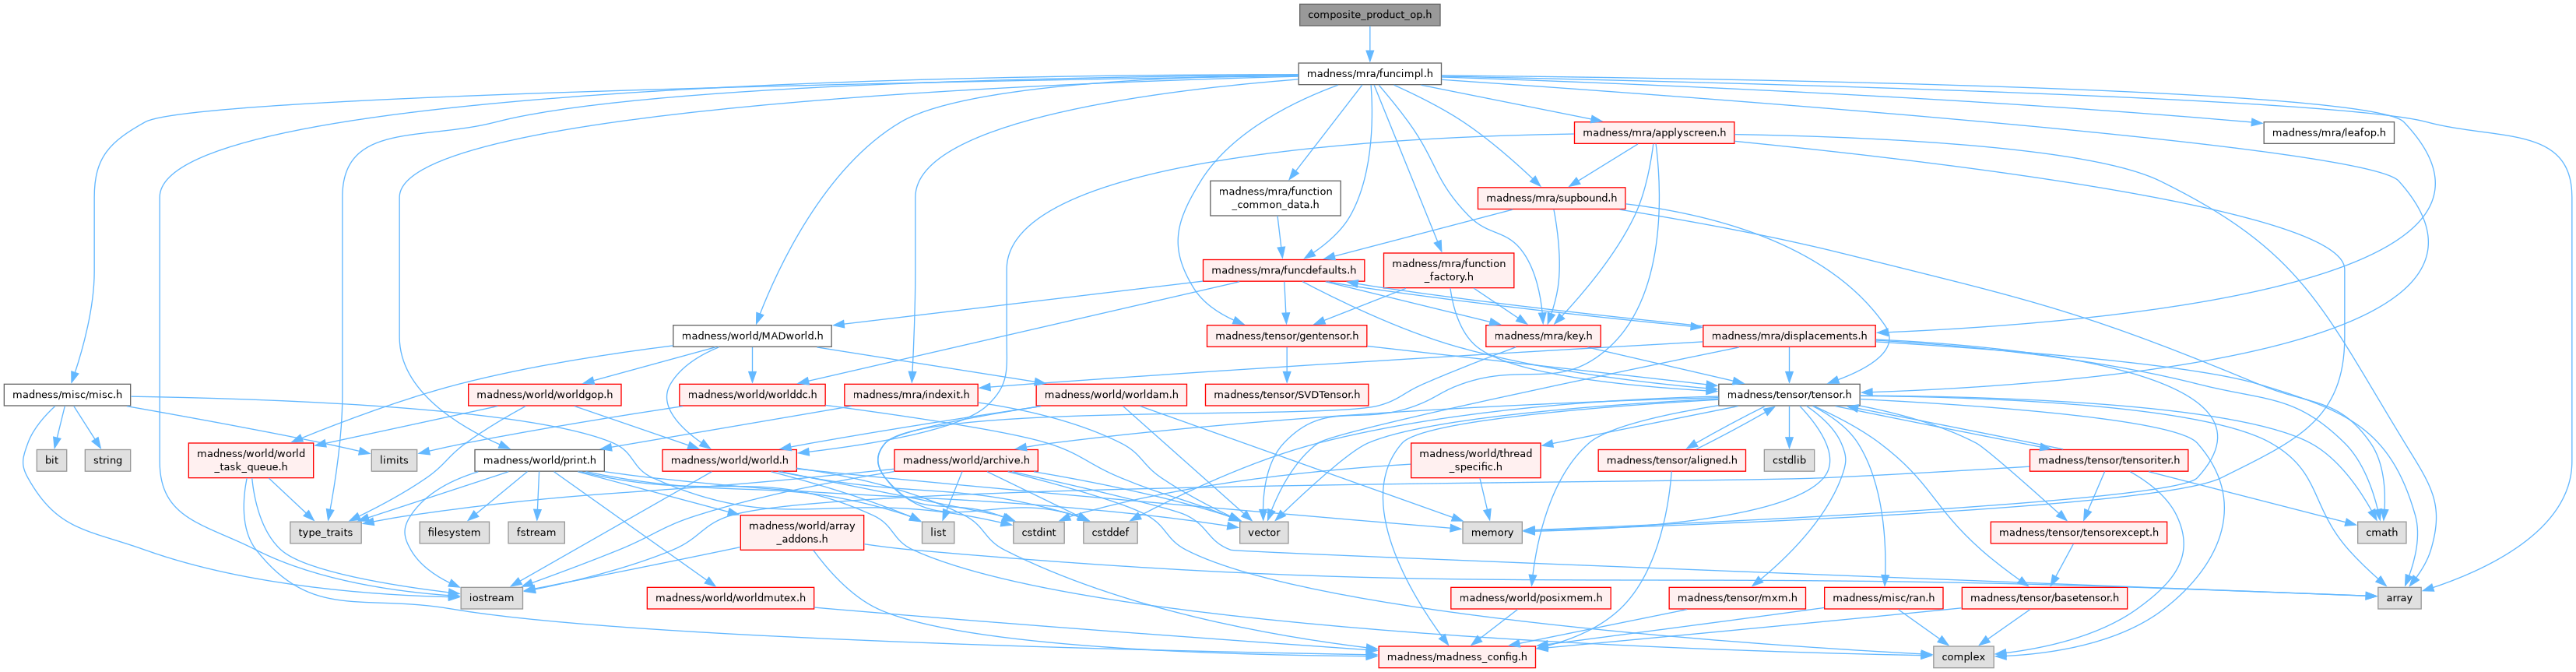 composite_product_op.h
madness/mra/funcimpl.h
madness/mra/applyscreen.h
madness/mra/leafop.h
madness/mra/function
_common_data.h
madness/mra/supbound.h
madness/mra/funcdefaults.h
madness/mra/function
_factory.h
madness/world/MADworld.h
madness/tensor/gentensor.h
madness/mra/key.h
madness/mra/displacements.h
madness/misc/misc.h
madness/world/worldgop.h
madness/world/worlddc.h
madness/mra/indexit.h
madness/world/worldam.h
madness/tensor/SVDTensor.h
madness/tensor/tensor.h
bit
string
madness/world/world
_task_queue.h
limits
madness/world/print.h
madness/world/world.h
madness/world/archive.h
madness/world/thread
_specific.h
madness/tensor/aligned.h
cstdlib
madness/tensor/tensoriter.h
type_traits
filesystem
fstream
madness/world/array
_addons.h
list
cstdint
cstddef
vector
memory
madness/tensor/tensorexcept.h
cmath
iostream
madness/world/worldmutex.h
madness/world/posixmem.h
madness/tensor/mxm.h
madness/misc/ran.h
madness/tensor/basetensor.h
array
madness/madness_config.h
complex